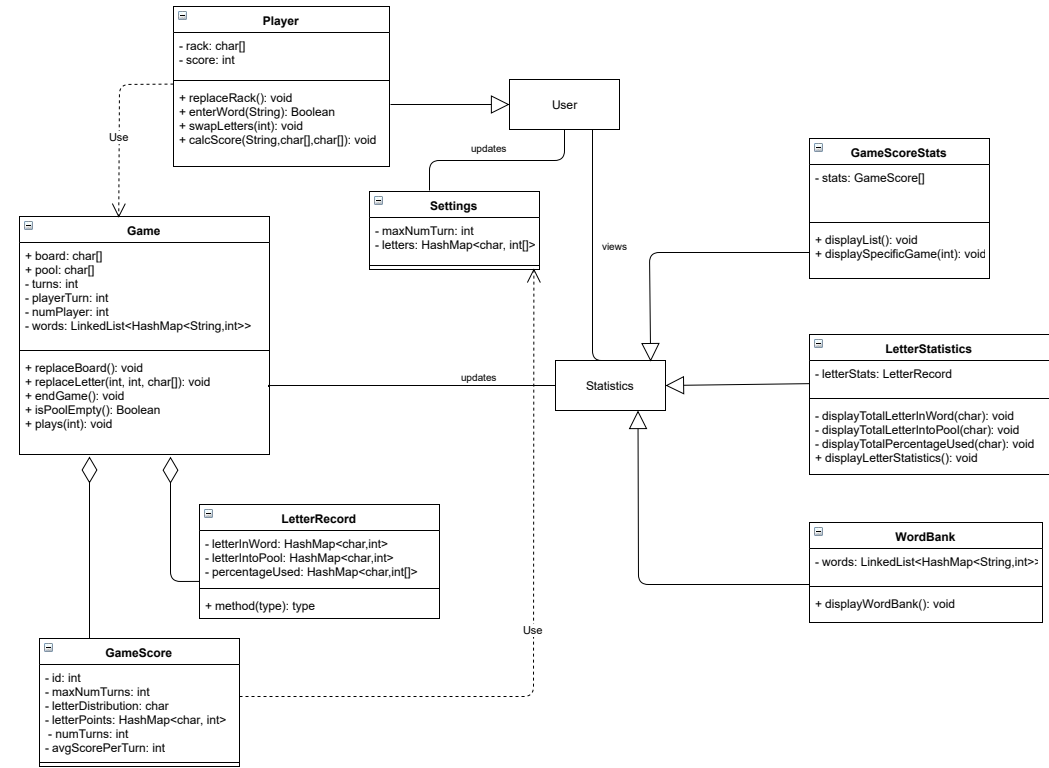 Player
- rack: char[]
- score: int
+ replaceRack(): void
+ enterWord(String): Boolean
+ swapLetters(int): void
+ calcScore(String,char[],char[]): void
User
Use
updates
Settings
- maxNumTurn: int
- letters: HashMap<char, int[]>
views
GameScoreStats
- stats: GameScore[]
+ displayList(): void
+ displaySpecificGame(int): void
Game
+ board: char[]
+ pool: char[]
- turns: int
- playerTurn: int
- numPlayer: int
- words: LinkedList<HashMap<String,int>>
+ replaceBoard(): void
+ replaceLetter(int, int, char[]): void
+ endGame(): void
+ isPoolEmpty(): Boolean
+ plays(int): void
updates
Statistics
LetterStatistics
- letterStats: LetterRecord
- displayTotalLetterInWord(char): void
- displayTotalLetterIntoPool(char): void
- displayTotalPercentageUsed(char): void
+ displayLetterStatistics(): void
LetterRecord
- letterInWord: HashMap<char,int>
- letterIntoPool: HashMap<char,int>
- percentageUsed: HashMap<char,int[]>
+ method(type): type
WordBank
- words: LinkedList<HashMap<String,int>>
+ displayWordBank(): void
Use
GameScore
- id: int
- maxNumTurns: int
- letterDistribution: char
- letterPoints: HashMap<char, int>
- numTurns: int
- avgScorePerTurn: int